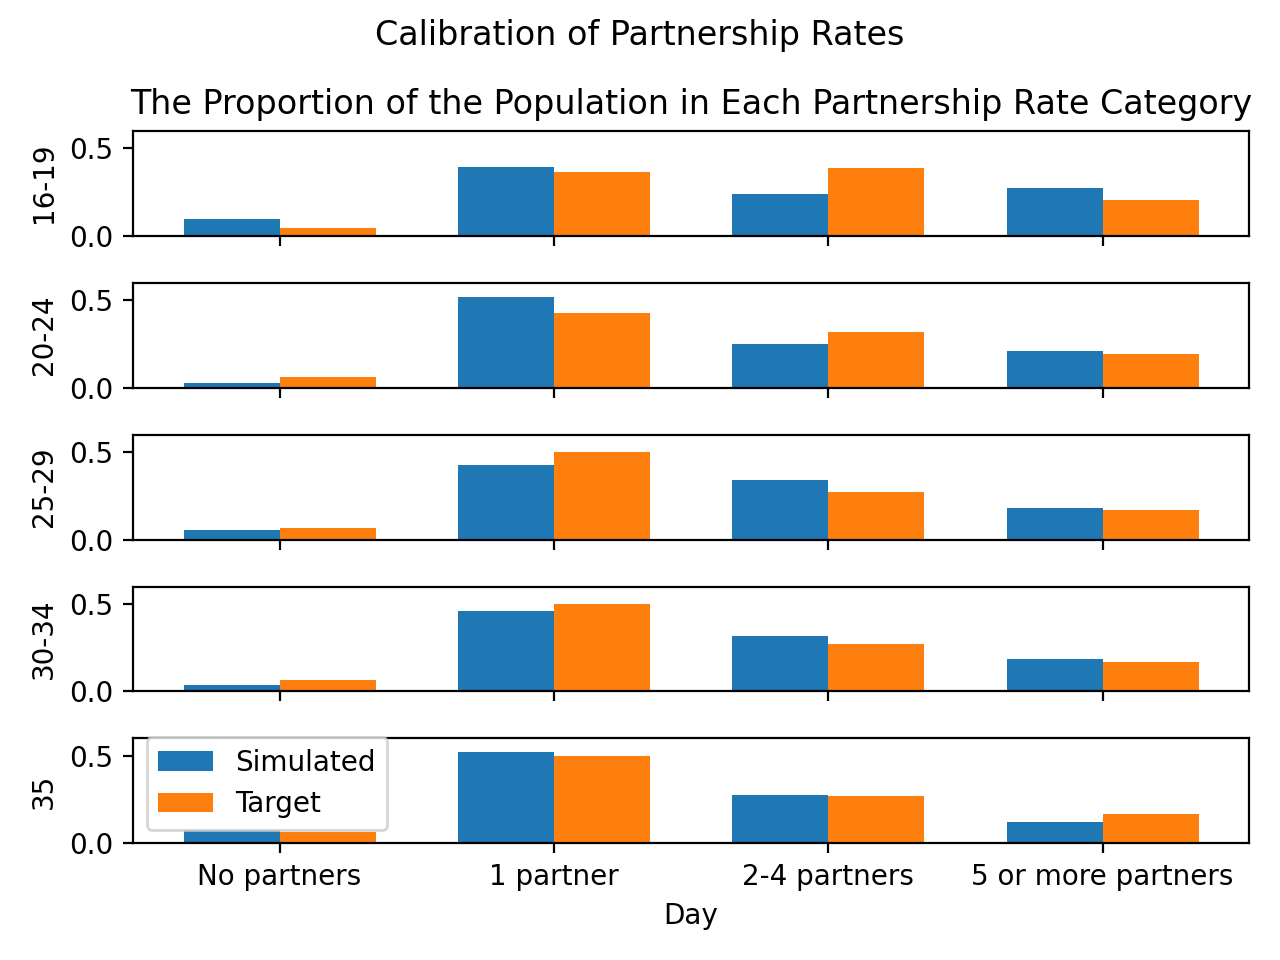 Calibration of Partnership Rates
The Proportion of the Population in Each Partnership Rate Category
16-19
0.5
0.0
20-24
0.5
0.0
25-29
0.5
0.0
30-34
0.5
0.0
35
0.5
0.0
Simulated
Target
No partners
1 partner
2-4 partners
5 or more partners
Day